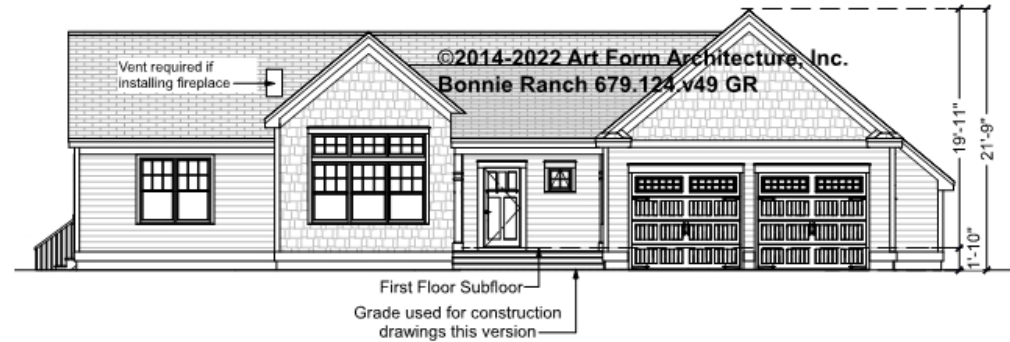 ©2014-2022 Art Form Architecture, Inc.
Bonnie Ranch 679.124.v49 GR
Vent required if
installing fireplace
19'-11"
21'-9"
1'-10"
First Floor Subfloor
Grade used for construction
drawings this version